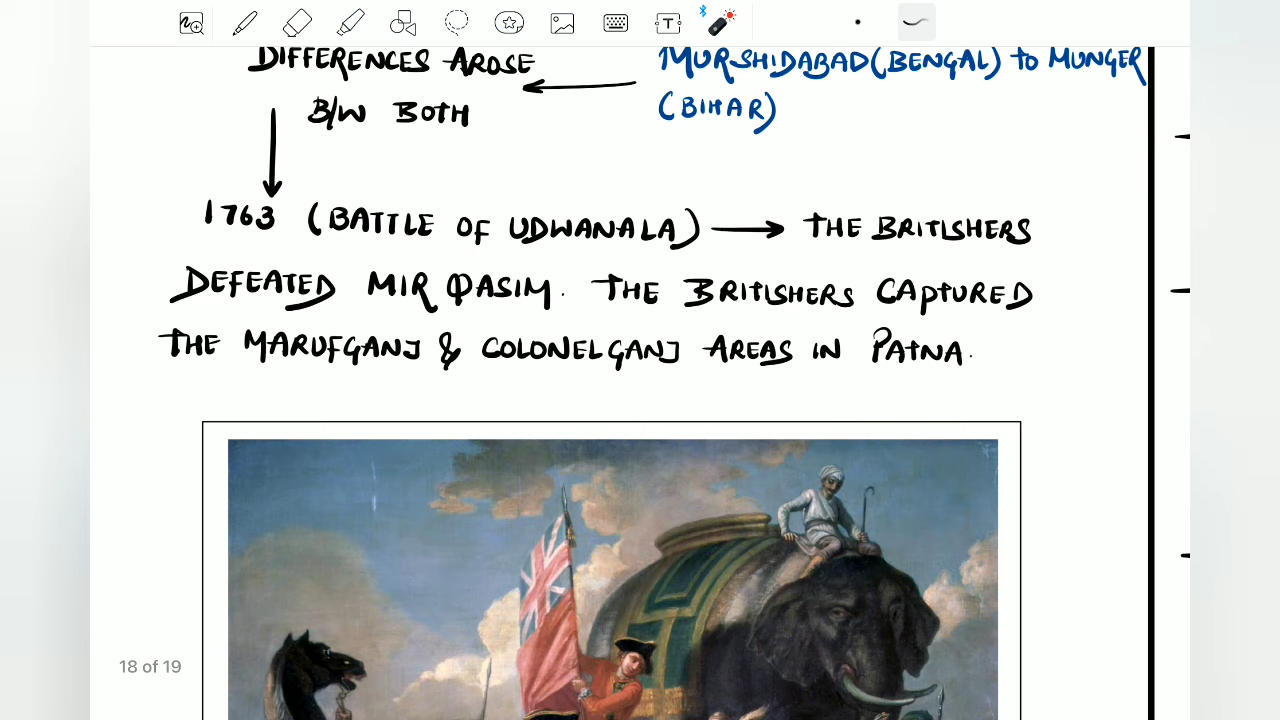 DIFFERENCES AROSE
B/W BOTH
MURSHIDABAD (BENGAL) to MUNGER
(BIHAR)
1763 (BATTLE OF UDWANALA) → THE BRITISHERS
DEFEATED MIR QASIM. THE BRITISHERS CAPTURED
THE MARUFGANJ & COLONELGANJ AREAS IN PATNA.
18 of 19